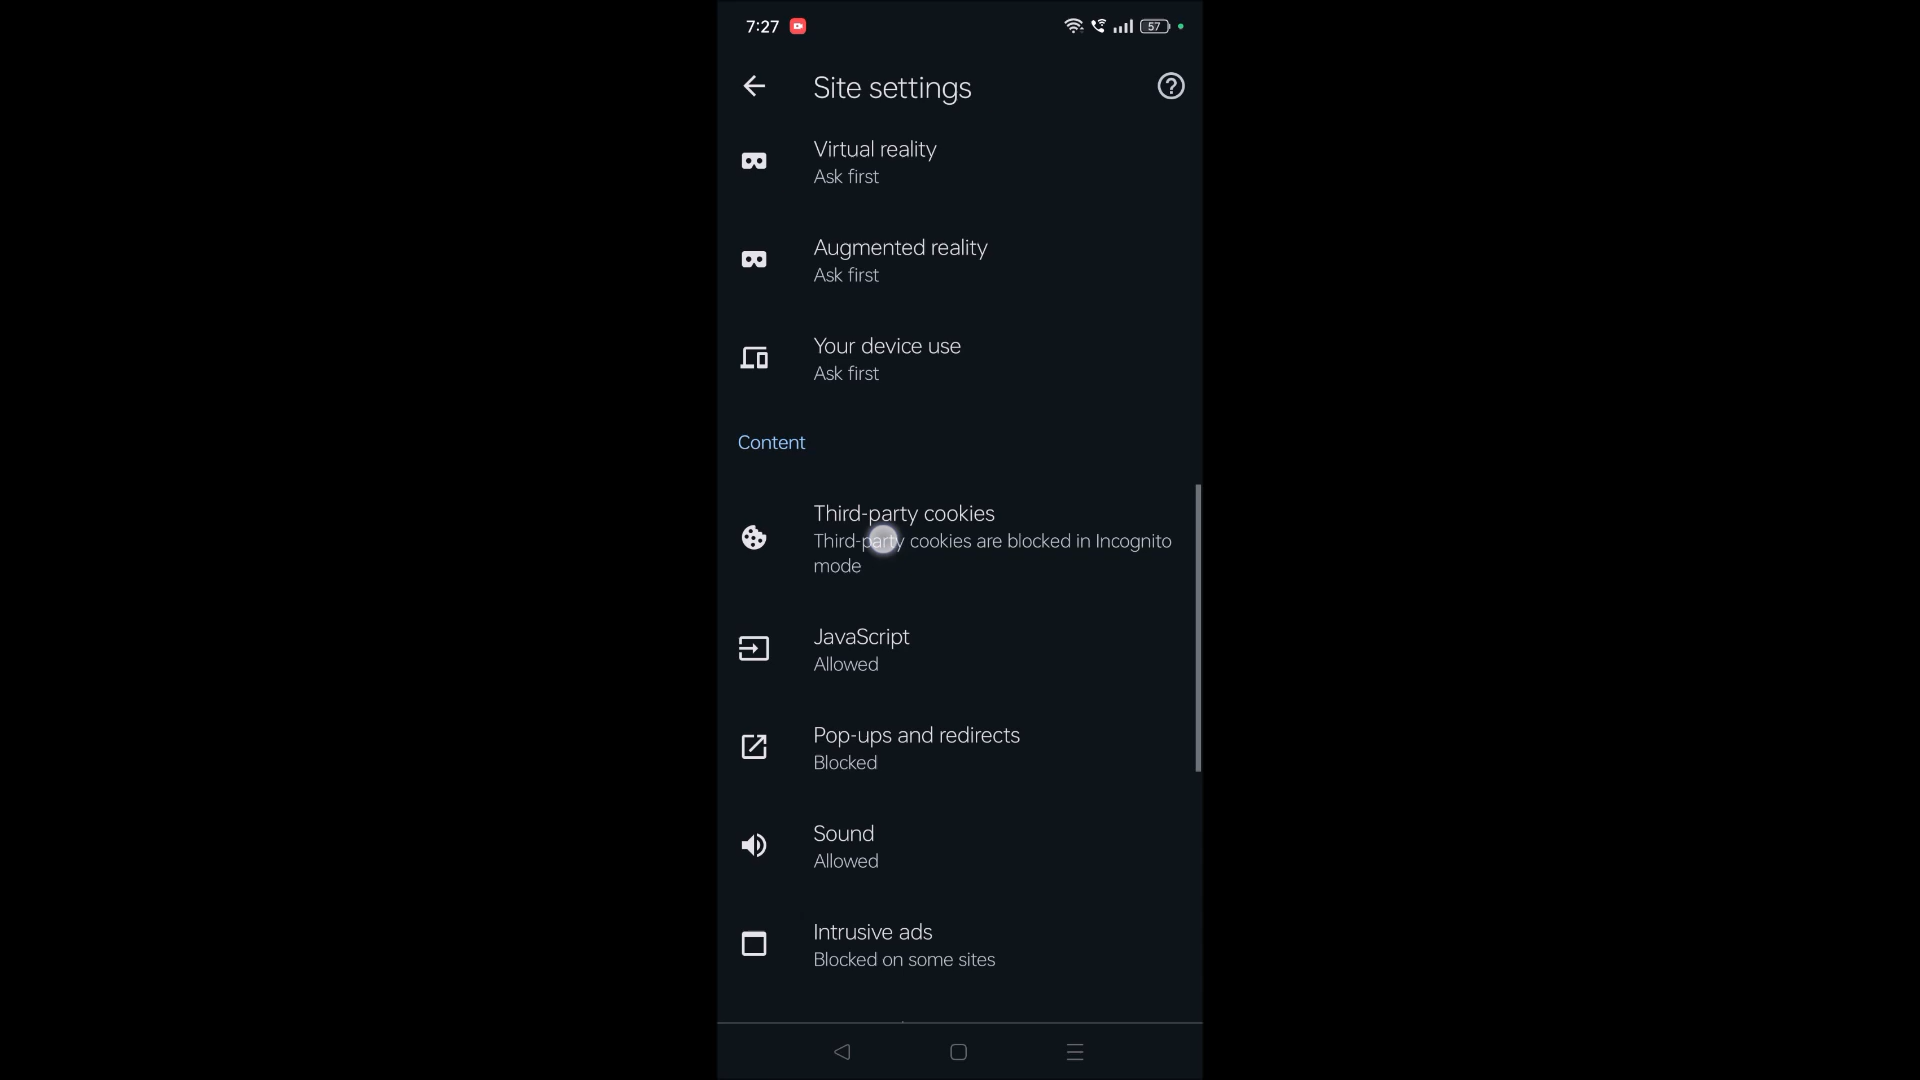 7:27
57
Site settings
Virtual reality
Ask first
Augmented reality
Ask first
Your device use
Ask first
Content
Third-party cookies
Third-party cookies are blocked in Incognito
mode
JavaScript
Allowed
Pop-ups and redirects
Blocked
Sound
Allowed
Intrusive ads
Blocked on some sites